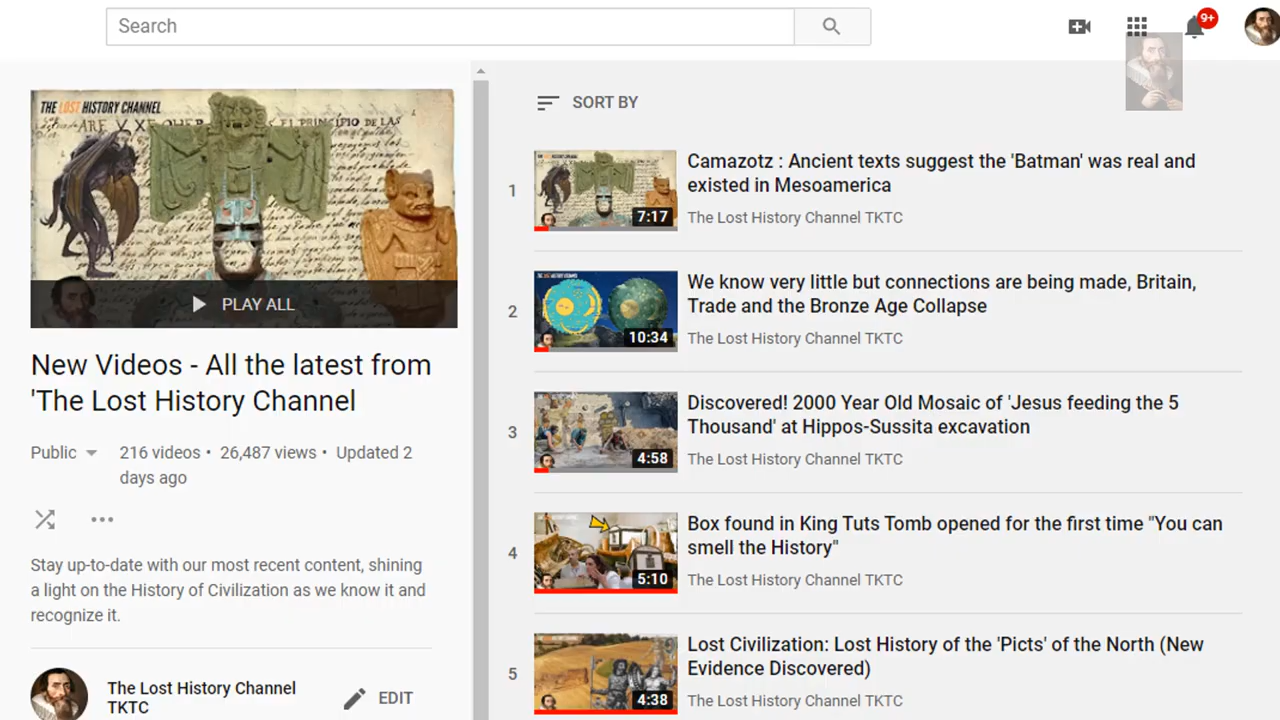 Search
9+
THE LOST HISTORY CHANNEL
EL PRINCÍPIO DE LAS
PLAY ALL
New Videos - All the latest from
'The Lost History Channel
Public
216 videos • 26,487 views • Updated 2
days ago
Stay up-to-date with our most recent content, shining
a light on the History of Civilization as we know it and
recognize it.
The Lost History Channel
TKTC
EDIT
SORT BY
1
7:17
Camazotz : Ancient texts suggest the 'Batman' was real and
existed in Mesoamerica
The Lost History Channel TKTC
2
10:34
We know very little but connections are being made, Britain,
Trade and the Bronze Age Collapse
The Lost History Channel TKTC
3
4:58
Discovered! 2000 Year Old Mosaic of 'Jesus feeding the 5
Thousand' at Hippos-Sussita excavation
The Lost History Channel TKTC
4
5:10
Box found in King Tuts Tomb opened for the first time "You can
smell the History"
The Lost History Channel TKTC
5
4:38
Lost Civilization: Lost History of the 'Picts' of the North (New
Evidence Discovered)
The Lost History Channel TKTC